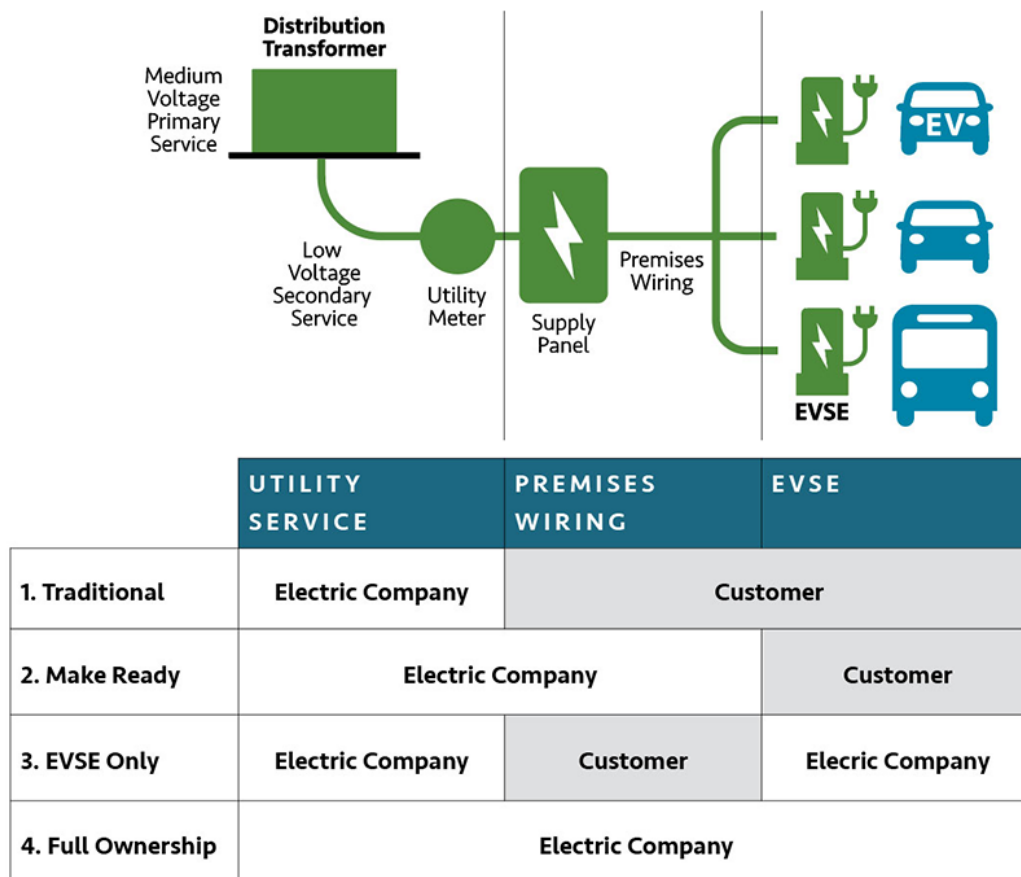 Distribution
Transformer
Medium
Voltage
Primary
Service
EV
Low
Voltage
Secondary
Service
Utility
Meter
Supply
Panel
Premises
Wiring
EVSE
UTILITY
SERVICE
PREMISES
WIRING
EVSE
1. Traditional
Electric Company
Customer
2. Make Ready
Electric Company
Customer
3. EVSE Only
Electric Company
Customer
Elecric Company
4. Full Ownership
Electric Company